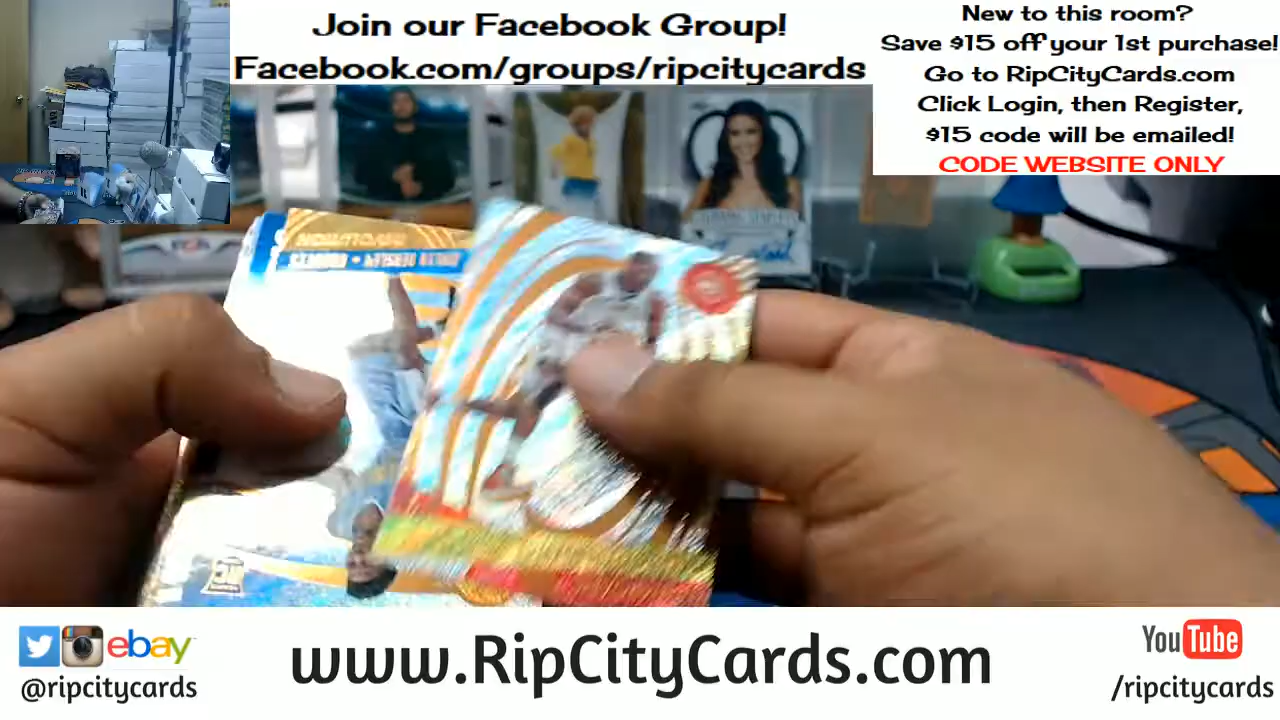 Join our Facebook Group!
Facebook.com/groups/ripcitycards
New to this room?
Save $15 off your 1st purchase!
Go to RipCityCards.com
Click Login, then Register,
$15 code will be emailed!
CODE WEBSITE ONLY
ebay
@ripcitycards
www.RipCityCards.com
YouTube
/ripcitycards